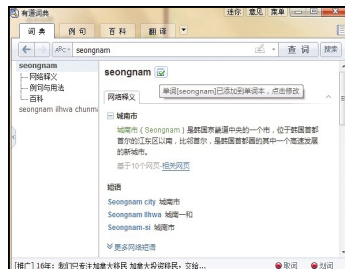 有道词典
迷你 意见 菜单
词典 例句 百科 翻译
seongnam 查词 搜索
seongnam
网络释义
例句与用法
百科
seongnam ilhwa chunma
seongnam
单词[seongnam]已添加到单词本，点击修改
网络释义
城南市
城南市（Seongnam）是韩国京畿道中央的一个市，位于韩国首都
首尔的江东区以南，比邻首尔，是韩国首都圈的其中一个高速发展
的新城市。
基于10个网页-相关网页
短语
Seongnam city 城南市
Seongnam Ilhwa 城南一和
Seongnam-si 城南市
更多网络短语
[推广] 16年：我们只专注加拿大移民 加拿大投资移民，交给...
取词 划词